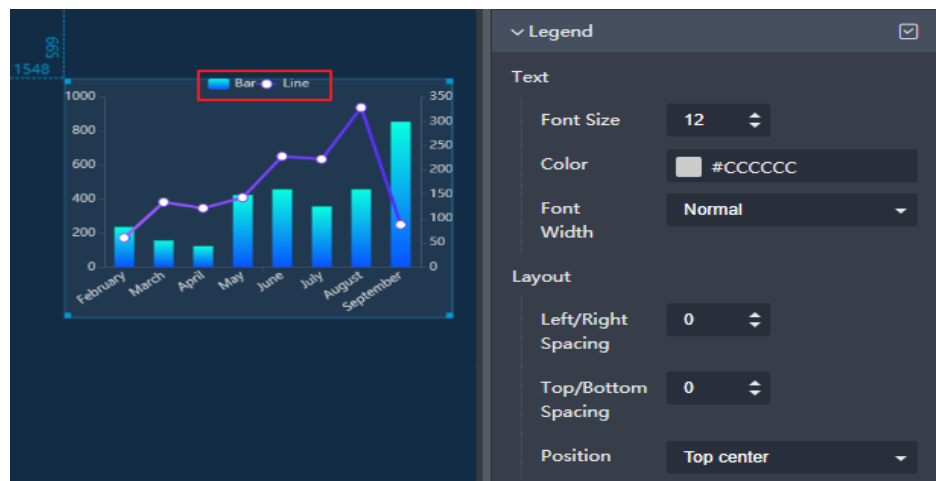 599
1548
Bar Line
1000
800
600
400
200
0
350
300
250
200
150
100
50
0
February March April May June July August September
Legend
Text
Font Size 12
Color #CCCCCC
Font Width Normal
Layout
Left/Right Spacing 0
Top/Bottom Spacing 0
Position Top center